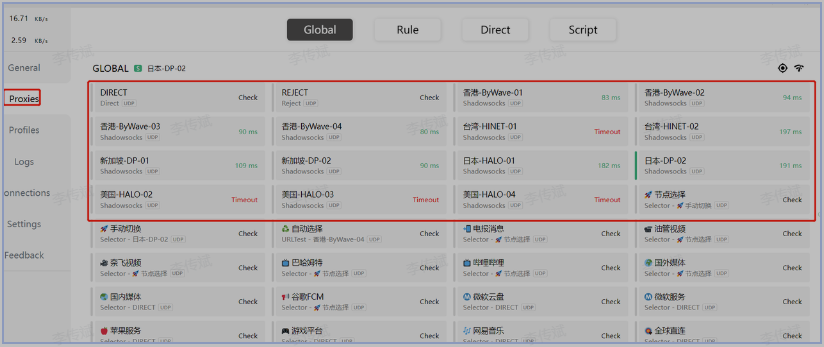 16.71 KB/s
2.59 KB/s
Global Rule Direct Script
General
Proxies
Profiles
Logs
onnections
Settings
Feedback
GLOBAL 日本-DP-02
DIRECT
Direct UDP
Check
REJECT
Reject UDP
Check
香港-ByWave-01
Shadowsocks UDP
83 ms
香港-ByWave-02
Shadowsocks UDP
94 ms
香港-ByWave-03
Shadowsocks UDP
90 ms
香港-ByWave-04
Shadowsocks UDP
80 ms
台湾-HINET-01
Shadowsocks UDP
Timeout
台湾-HINET-02
Shadowsocks UDP
197 ms
新加坡-DP-01
Shadowsocks UDP
109 ms
新加坡-DP-02
Shadowsocks UDP
90 ms
日本-HALO-01
Shadowsocks UDP
182 ms
日本-DP-02
Shadowsocks UDP
191 ms
美国-HALO-02
Shadowsocks UDP
Timeout
美国-HALO-03
Shadowsocks UDP
Timeout
美国-HALO-04
Shadowsocks UDP
Timeout
🚀 节点选择
Selector - 🚀 手动切换 UDP
Check
🚀 手动切换
Selector - 日本-DP-02 UDP
Check
♻️ 自动选择
URLTest - 香港-ByWave-04 UDP
Check
📲 电报消息
Selector - 🚀 节点选择 UDP
Check
📹 油管视频
Selector - 🚀 节点选择 UDP
Check
🎥 奈飞视频
Selector - 🚀 节点选择 UDP
Check
📺 巴哈姆特
Selector - 🚀 节点选择 UDP
Check
📺 哔哩哔哩
Selector - DIRECT UDP
Check
🌍 国外媒体
Selector - 🚀 节点选择 UDP
Check
🌏 国内媒体
Selector - DIRECT UDP
Check
📢 谷歌FCM
Selector - 🚀 节点选择 UDP
Check
Ⓜ️ 微软云盘
Selector - DIRECT UDP
Check
Ⓜ️ 微软服务
Selector - DIRECT UDP
Check
🍎 苹果服务
Selector - DIRECT UDP
Check
🎮 游戏平台
Selector - DIRECT UDP
Check
🎶 网易音乐
Selector - DIRECT UDP
Check
🎯 全球直连
Selector - DIRECT UDP
Check